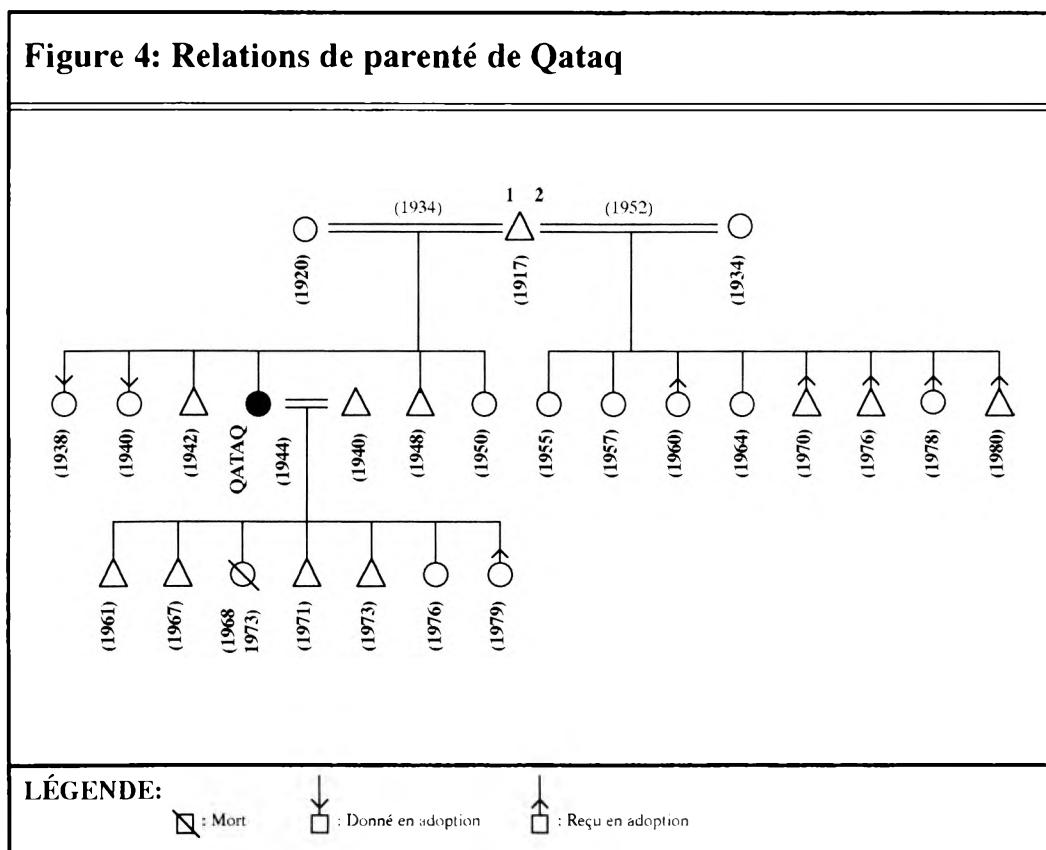 Figure 4: Relations de parenté de Qataq
1 2
(1934) (1952)
(1920) (1917) (1934)
(1938) (1940) (1942) QATAQ (1944) (1940) (1948) (1950) (1955) (1957) (1960) (1964) (1970) (1976) (1978) (1980)
(1961) (1967) (1968 1973) (1971) (1973) (1976) (1979)
LÉGENDE:
: Mort : Donné en adoption : Reçu en adoption